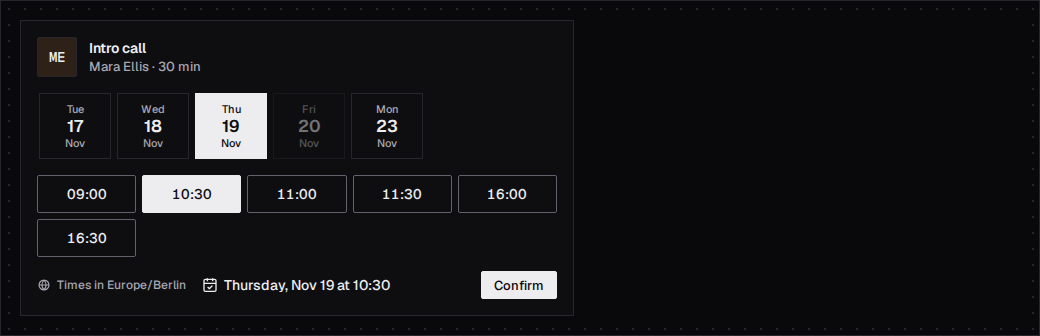 ME
Intro call
Mara Ellis · 30 min
Tue
17
Nov
Wed
18
Nov
Thu
19
Nov
Fri
20
Nov
Mon
23
Nov
09:00
10:30
11:00
11:30
16:00
16:30
Times in Europe/Berlin
Thursday, Nov 19 at 10:30
Confirm